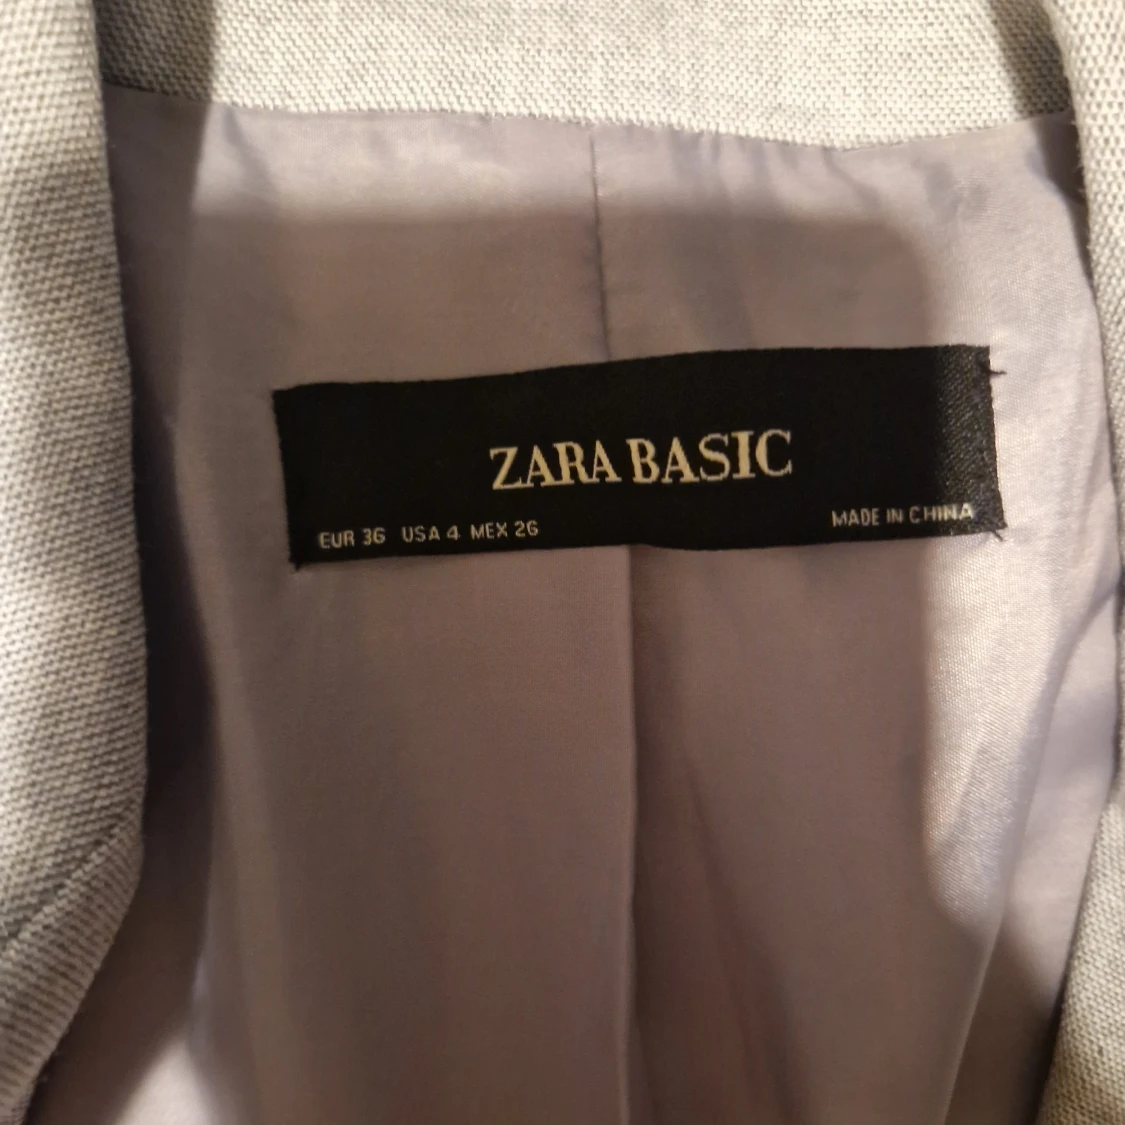 ZARA BASIC
EUR 36 USA 4 MEX 26 MADE IN CHINA